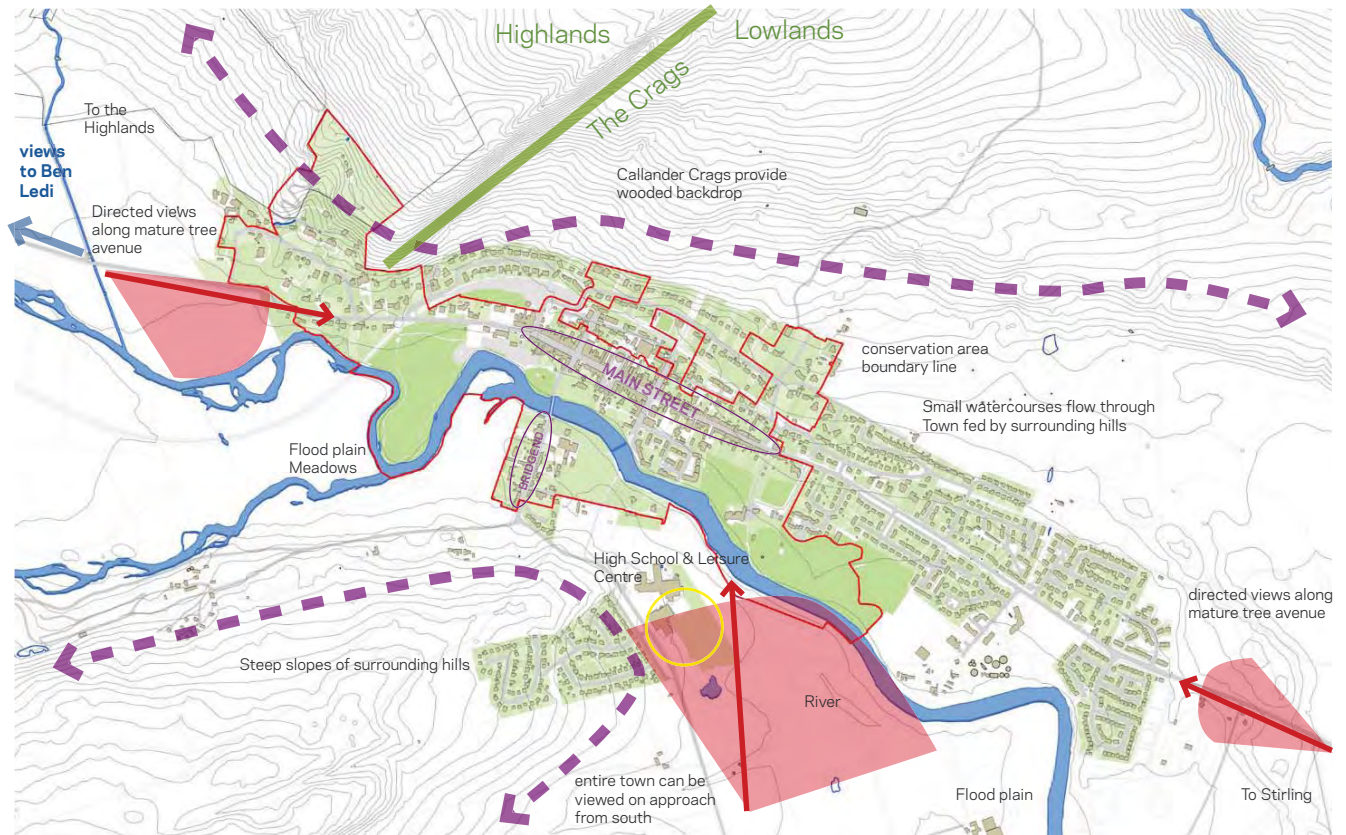 Highlands
Lowlands
The Crags
To the
Highlands
views
to Ben
Ledi
Directed views
along mature tree
avenue
Callander Crags provide
wooded backdrop
MAIN STREET
conservation area
boundary line
Small watercourses flow through
Town fed by surrounding hills
Flood plain
Meadows
BRIDGEND
High School & Leisure
Centre
directed views along
mature tree avenue
Steep slopes of surrounding hills
River
entire town can be
viewed on approach
from south
Flood plain
To Stirling